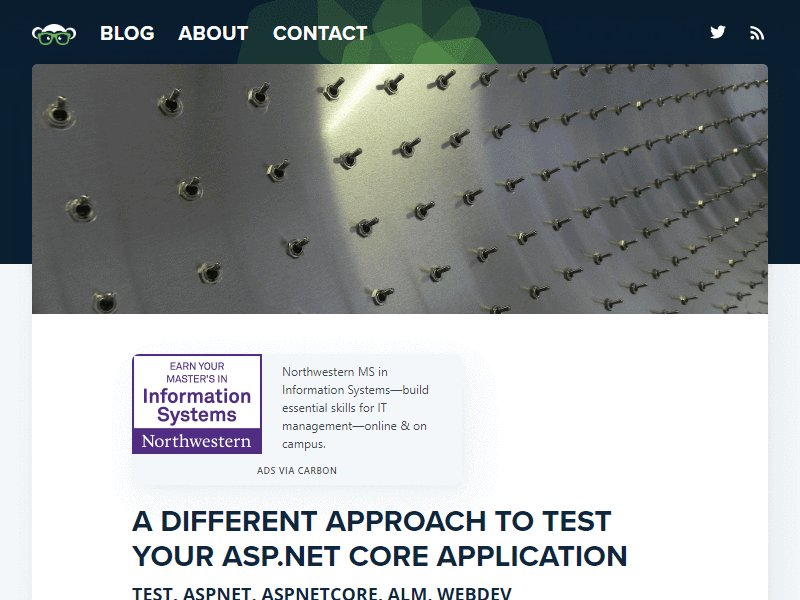 BLOG ABOUT CONTACT
EARN YOUR
MASTER'S IN
Information
Systems
Northwestern
Northwestern MS in
Information Systems—build
essential skills for IT
management—online & on
campus.
ADS VIA CARBON
A DIFFERENT APPROACH TO TEST
YOUR ASP.NET CORE APPLICATION
TEST, ASPNET, ASPNETCORE, ALM, WEBDEV